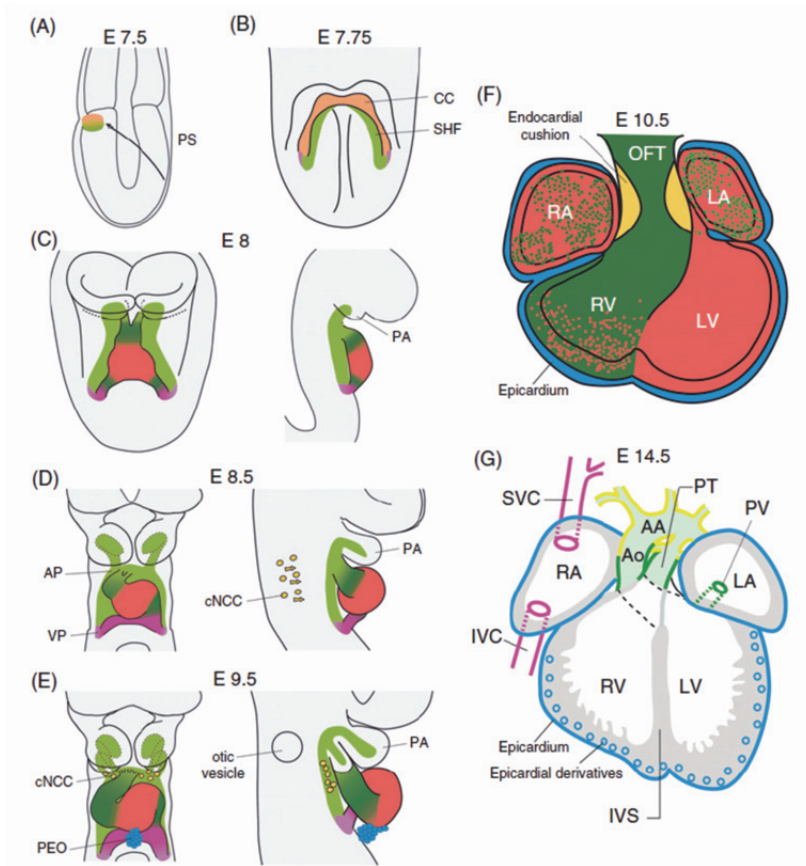 (A)
E 7.5
PS
(B)
E 7.75
CC
SHF
(C)
E 8
PA
(D)
E 8.5
AP
VP
cNCC
PA
(E)
E 9.5
cNCC
PEO
otic
vesicle
PA
(F)
E 10.5
Endocardial
cushion
OFT
RA
LA
RV
LV
Epicardium
(G)
E 14.5
SVC
PT
PV
AA
Ao
RA
LA
IVC
RV
LV
Epicardium
Epicardial derivatives
IVS